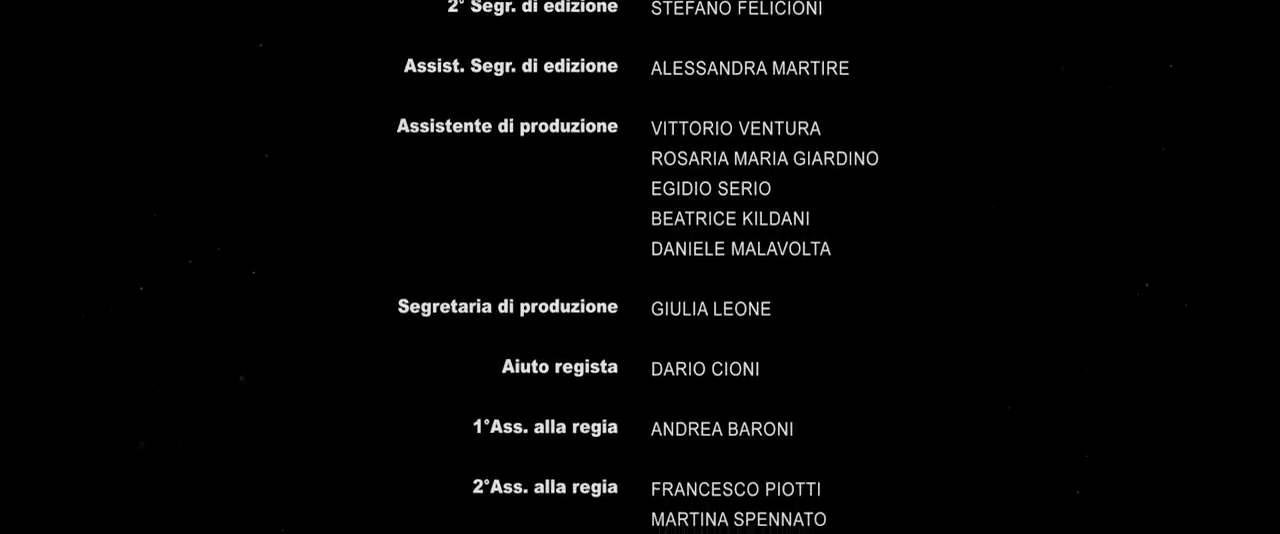 2° Segr. di edizione STEFANO FELICIONI
Assist. Segr. di edizione ALESSANDRA MARTIRE
Assistente di produzione VITTORIO VENTURA
ROSARIA MARIA GIARDINO
EGIDIO SERIO
BEATRICE KILDANI
DANIELE MALAVOLTA
Segretaria di produzione GIULIA LEONE
Aiuto regista DARIO CIONI
1°Ass. alla regia ANDREA BARONI
2°Ass. alla regia FRANCESCO PIOTTI
MARTINA SPENNATO